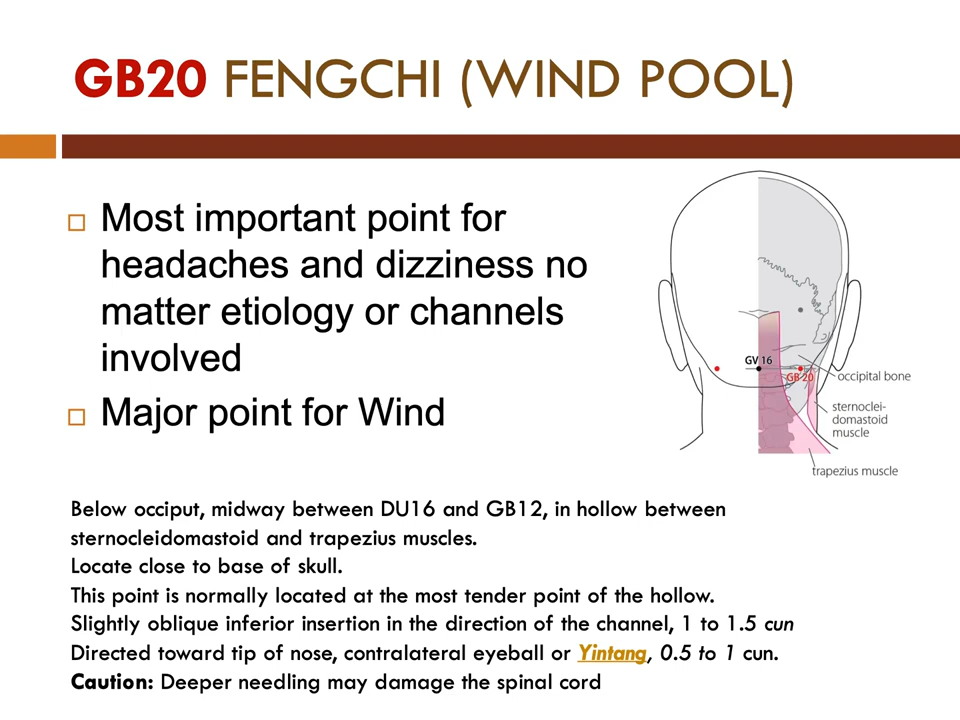 GB20 FENGCHI (WIND POOL)
Most important point for
headaches and dizziness no
matter etiology or channels
involved
Major point for Wind
GV 16
GB 20
occipital bone
sternoclei-
domastoid
muscle
trapezius muscle
Below occiput, midway between DU16 and GB12, in hollow between
sternocleidomastoid and trapezius muscles.
Locate close to base of skull.
This point is normally located at the most tender point of the hollow.
Slightly oblique inferior insertion in the direction of the channel, 1 to 1.5 cun
Directed toward tip of nose, contralateral eyeball or Yintang, 0.5 to 1 cun.
Caution: Deeper needling may damage the spinal cord